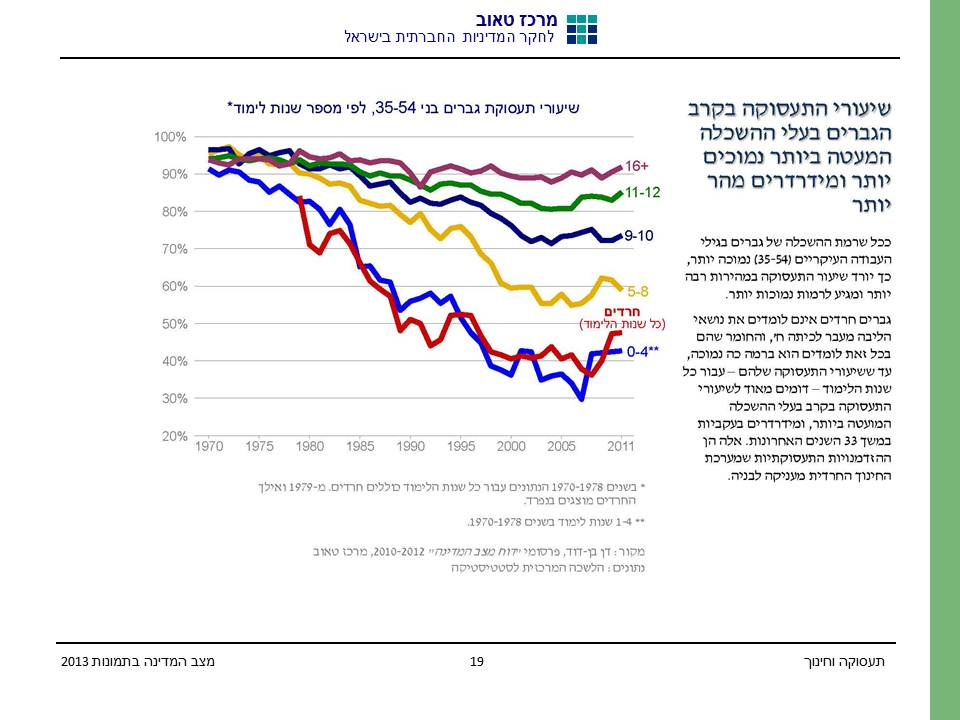 מרכז טאוב
לחקר המדיניות החברתית בישראל
שיעורי התעסוקה בקרב
הגברים בעלי ההשכלה
המעטה ביותר נמוכים
יותר ומידרדרים מהר
יותר
ככל שרמת ההשכלה של גברים בגילי
העבודה העיקריים (35-54) נמוכה יותר,
כך יורד שיעור התעסוקה במהירות רבה
יותר ומגיע לרמות נמוכות יותר.
גברים חרדים אינם לומדים את נושאי
הליבה מעבר לכיתה ח', והחומר שהם
בכל זאת לומדים הוא ברמה כה נמוכה,
עד ששיעורי התעסוקה שלהם – עבור כל
שנות הלימוד – דומים מאוד לשיעורי
התעסוקה בקרב בעלי ההשכלה
המועטה ביותר, ומידרדרים בעקביות
במשך 33 השנים האחרונות. אלה הן
ההזדמנויות התעסוקתיות שמערכת
החינוך החרדית מעניקה לבניה.
שיעורי תעסוקת גברים בני 35-54, לפי מספר שנות לימוד*
100%
90%
80%
70%
60%
50%
40%
30%
20%
16+
11-12
9-10
5-8
חרדים
(כל שנות הלימוד)
0-4**
1970 1975 1980 1985 1990 1995 2000 2005 2011
* בשנים 1970-1978 הנתונים עבור כל שנות הלימוד כוללים חרדים. מ-1979 ואילך
החרדים מוצגים בנפרד.
** 1-4 שנות לימוד בשנים 1970-1978.
מקור: דן בן-דוד, פרסומי "דוח מצב המדינה" 2010-2012, מרכז טאוב
נתונים: הלשכה המרכזית לסטטיסטיקה
תעסוקה וחינוך
19
מצב המדינה בתמונות 2013